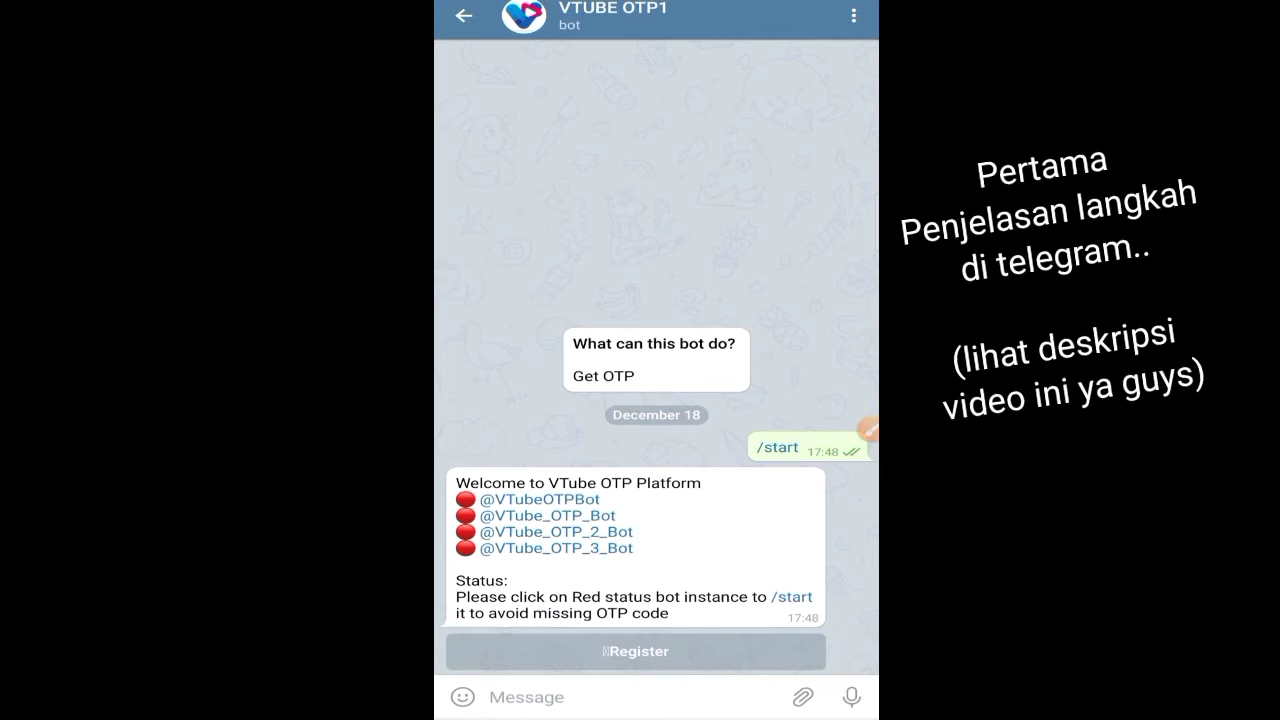 VTUBE OTP1
bot
What can this bot do?
Get OTP
December 18
/start 17:48
Welcome to VTube OTP Platform
@VTubeOTPBot
@VTube_OTP_Bot
@VTube_OTP_2_Bot
@VTube_OTP_3_Bot
Status:
Please click on Red status bot instance to /start
it to avoid missing OTP code
17:48
Register
Message
Pertama
Penjelasan langkah
di telegram..
(lihat deskripsi
video ini ya guys)